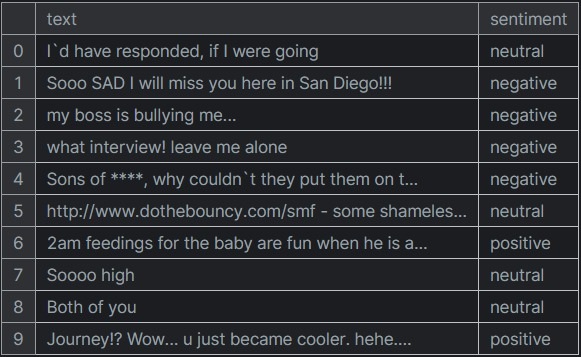 text sentiment
0 I`d have responded, if I were going neutral
1 Sooo SAD I will miss you here in San Diego!!! negative
2 my boss is bullying me... negative
3 what interview! leave me alone negative
4 Sons of ****, why couldn`t they put them on t... negative
5 http://www.dothebouncy.com/smf - some shameles... neutral
6 2am feedings for the baby are fun when he is a... positive
7 Soooo high neutral
8 Both of you neutral
9 Journey!? Wow... u just became cooler. hehe.... positive